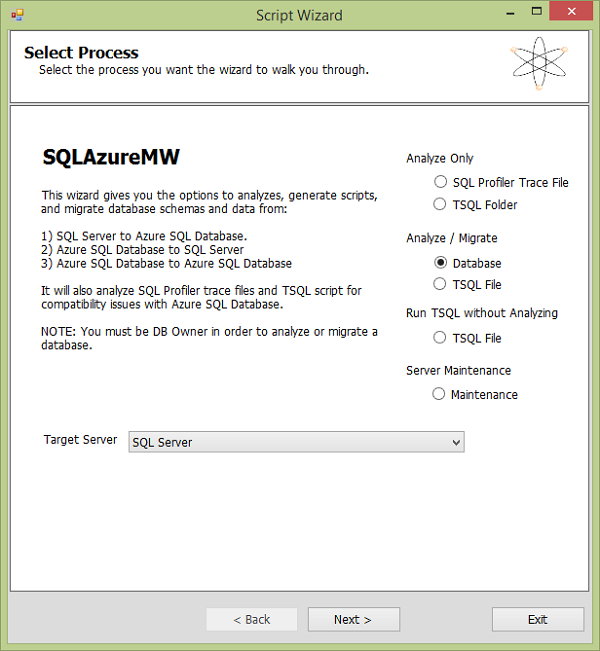 Script Wizard
Select Process
Select the process you want the wizard to walk you through.
SQLAzureMW
This wizard gives you the options to analyzes, generate scripts,
and migrate database schemas and data from:
1) SQL Server to Azure SQL Database.
2) Azure SQL Database to SQL Server
3) Azure SQL Database to Azure SQL Database
It will also analyze SQL Profiler trace files and TSQL script for
compatibility issues with Azure SQL Database.
NOTE: You must be DB Owner in order to analyze or migrate a
database.
Analyze Only
SQL Profiler Trace File
TSQL Folder
Analyze / Migrate
Database
TSQL File
Run TSQL without Analyzing
TSQL File
Server Maintenance
Maintenance
Target Server SQL Server
< Back Next > Exit